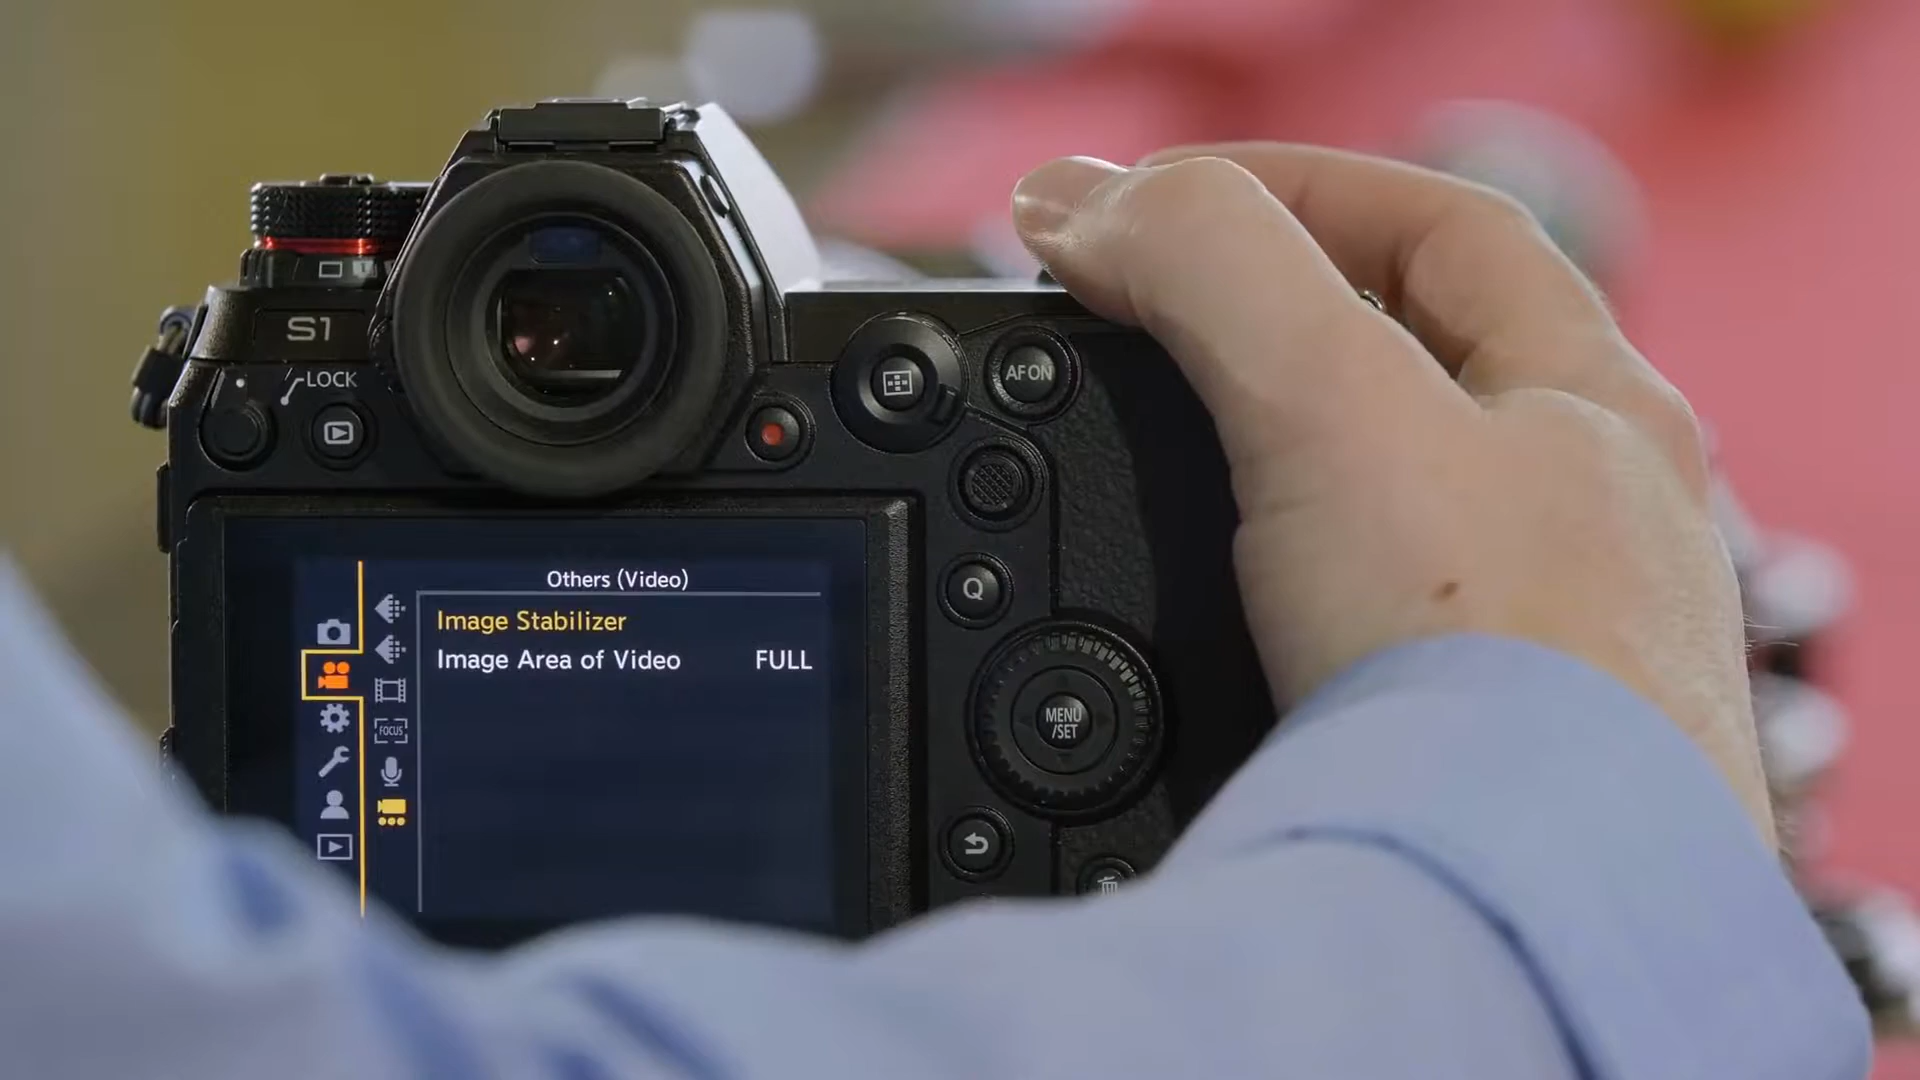 S1
LOCK
AF ON
Q
MENU
/SET
Others (Video)
Image Stabilizer
Image Area of Video FULL
FOCUS